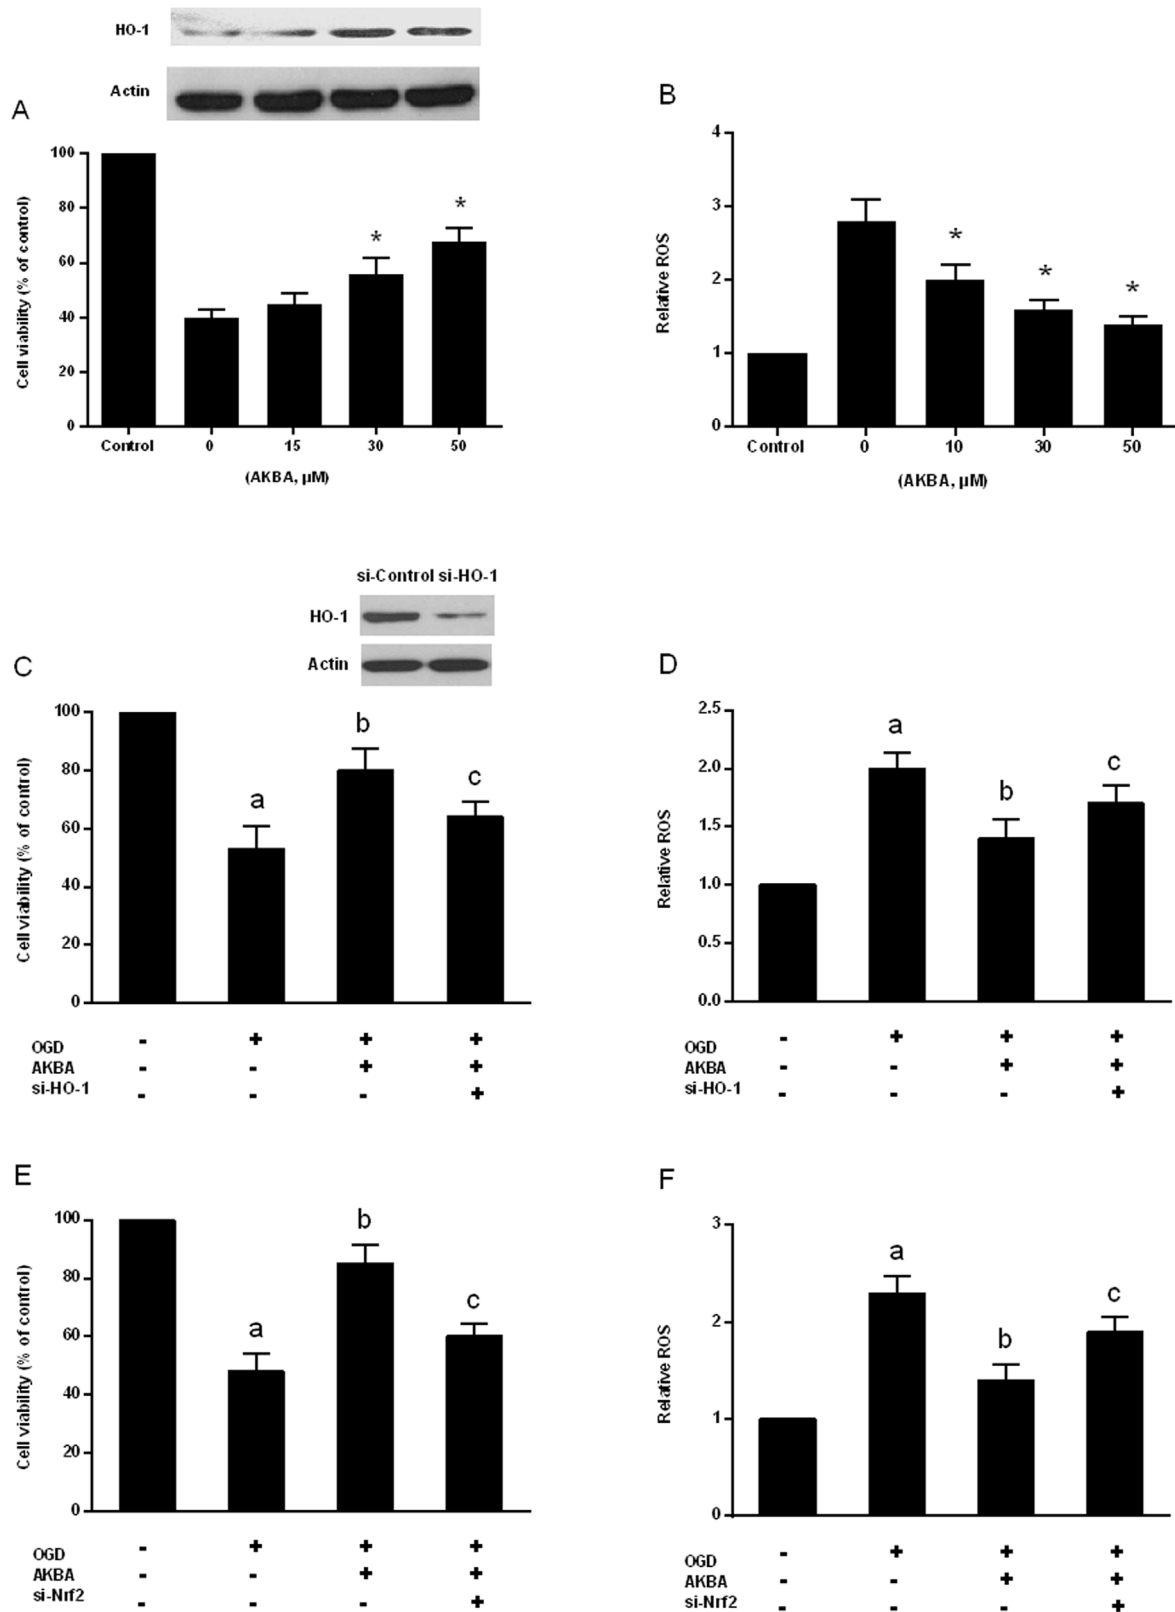 HO-1
Actin
A
Cell viability (% of control)
100
80
60
40
20
0
*
*
Control 0 15 30 50
(AKBA, µM)
B
Relative ROS
4
3
2
1
0
*
*
*
Control 0 10 30 50
(AKBA, µM)
si-Control si-HO-1
HO-1
Actin
C
Cell viability (% of control)
100
80
60
40
20
0
a
b
c
OGD - + + +
AKBA - - + +
si-HO-1 - - - +
D
Relative ROS
2.5
2.0
1.5
1.0
0.5
0.0
a
b
c
OGD - + + +
AKBA - - + +
si-HO-1 - - - +
E
Cell viability (% of control)
100
80
60
40
20
0
a
b
c
OGD - + + +
AKBA - - + +
si-Nrf2 - - - +
F
Relative ROS
3
2
1
0
a
b
c
OGD - + + +
AKBA - - + +
si-Nrf2 - - - +